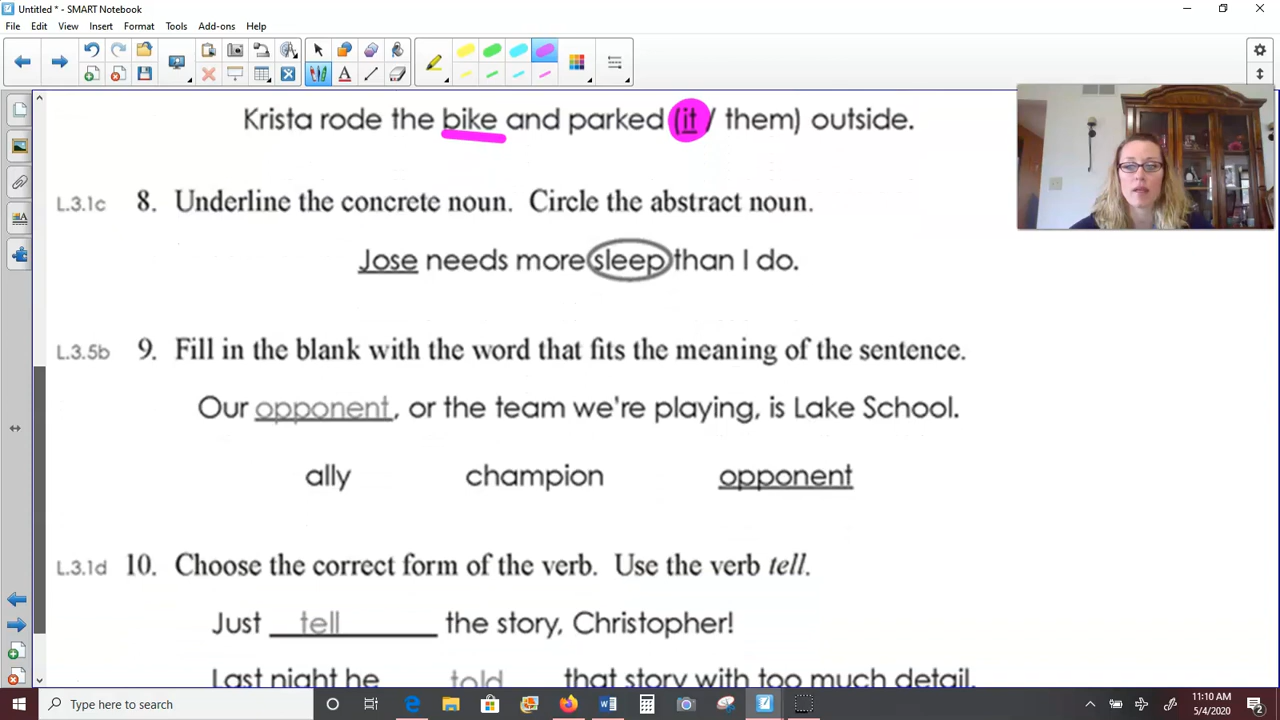 Untitled * - SMART Notebook
File Edit View Insert Format Tools Add-ons Help
Krista rode the bike and parked (it / them) outside.
L.3.1c 8. Underline the concrete noun. Circle the abstract noun.
Jose needs more sleep than I do.
L.3.5b 9. Fill in the blank with the word that fits the meaning of the sentence.
Our opponent, or the team we're playing, is Lake School.
ally champion opponent
L.3.1d 10. Choose the correct form of the verb. Use the verb tell.
Just tell the story, Christopher!
Last night he told that story with too much detail.
Type here to search
11:10 AM
5/4/2020
2